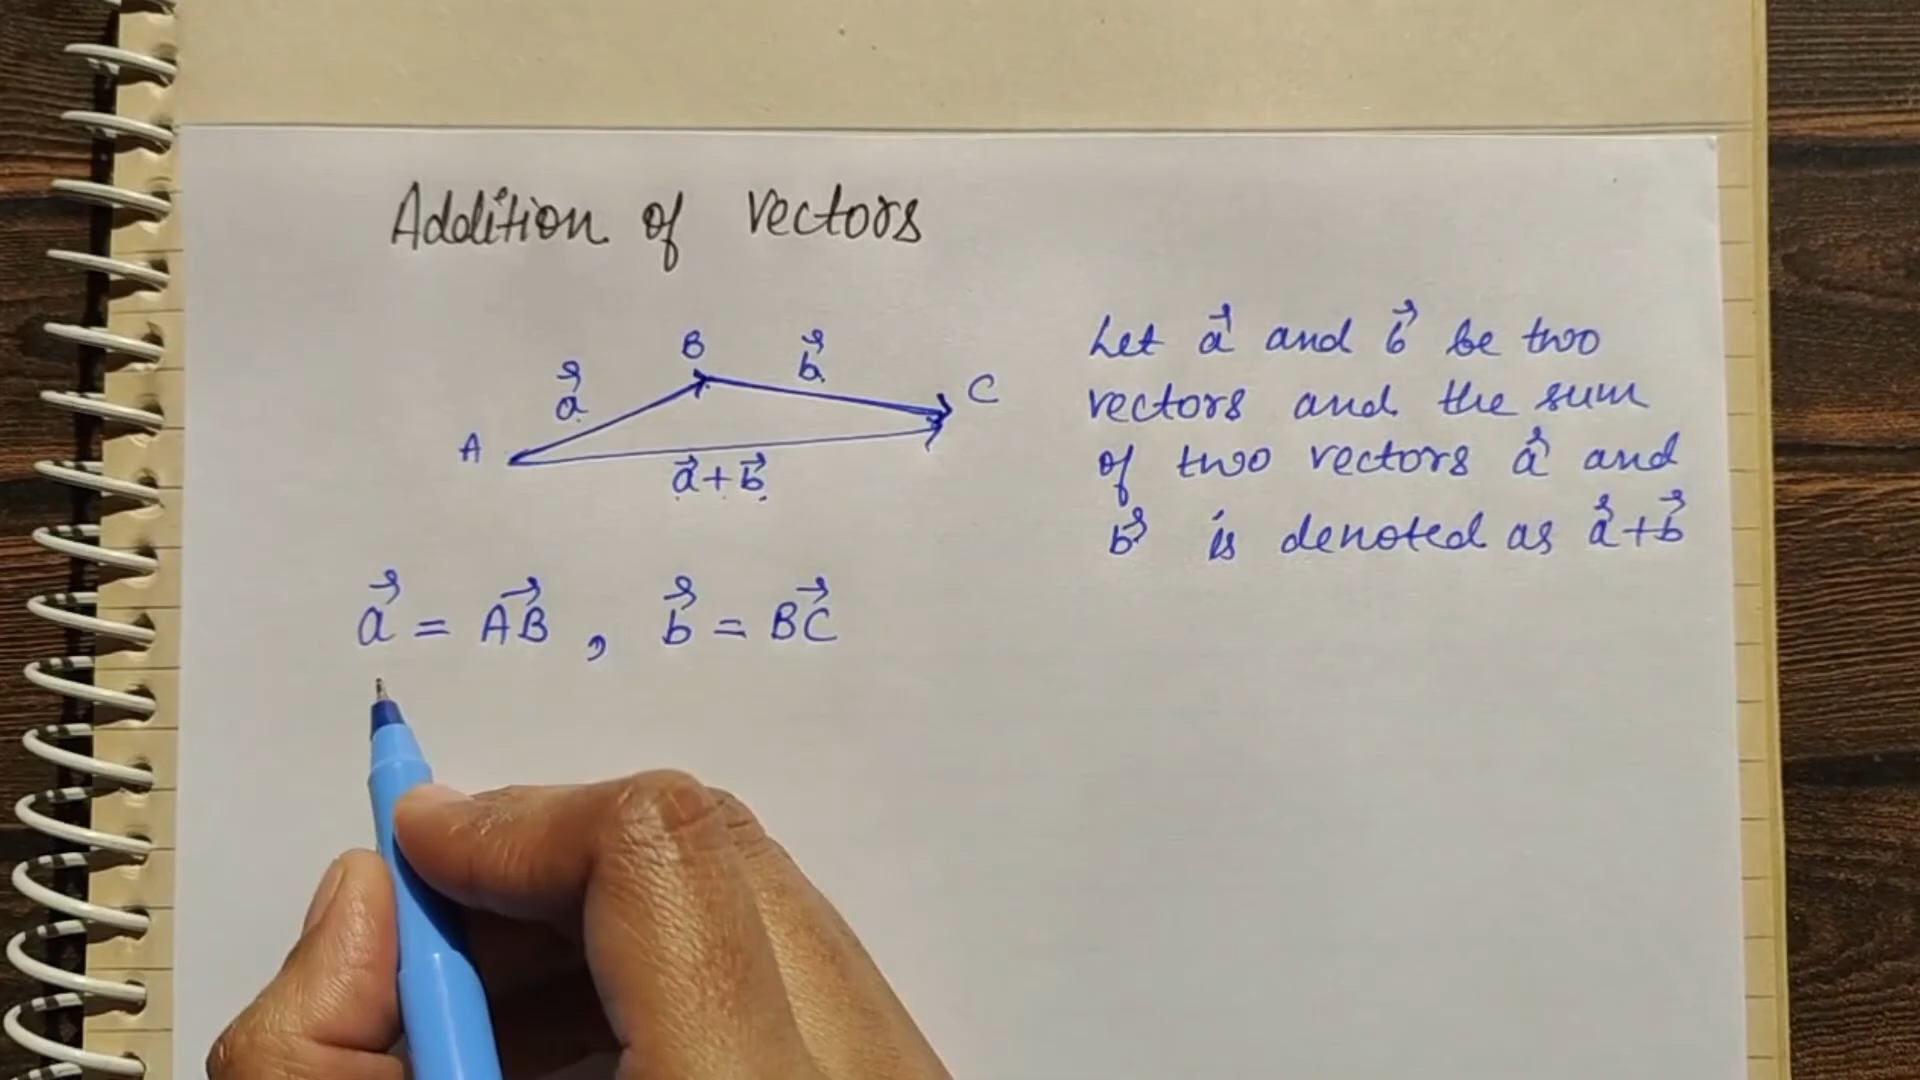 Addition of vectors
B
b⃗
a⃗
C
A
a⃗+b⃗
Let a⃗ and b⃗ be two
vectors and the sum
of two vectors a⃗ and
b⃗ is denoted as a⃗+b⃗
a⃗ = AB⃗ , b⃗ = BC⃗